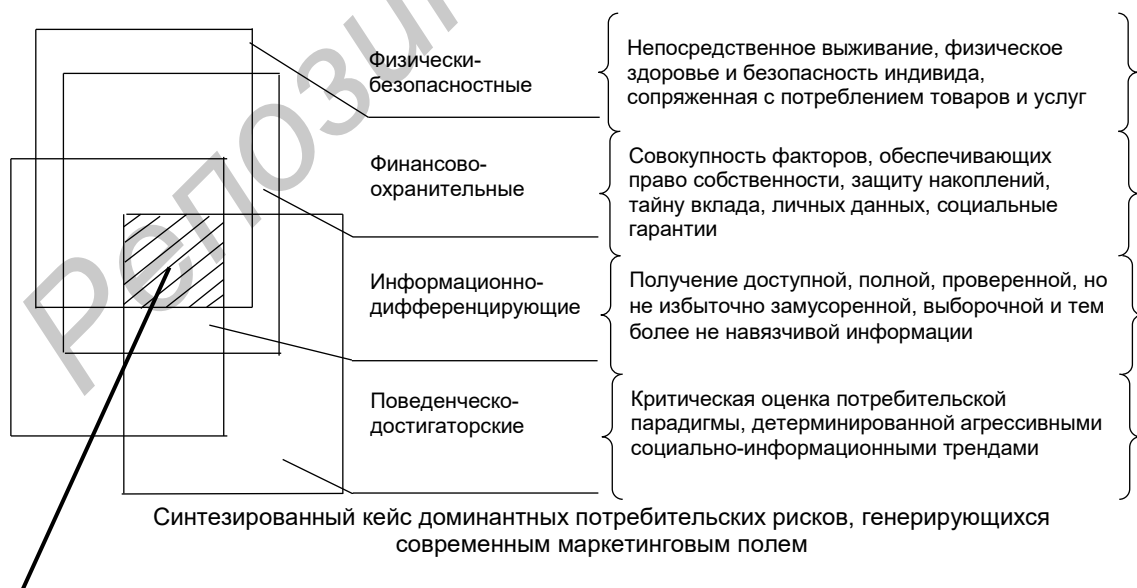 Физически-
безопасностные
Непосредственное выживание, физическое
здоровье и безопасность индивида,
сопряженная с потреблением товаров и услуг
Финансово-
охранительные
Совокупность факторов, обеспечивающих
право собственности, защиту накоплений,
тайну вклада, личных данных, социальные
гарантии
Информационно-
дифференцирующие
Получение доступной, полной, проверенной, но
не избыточно замусоренной, выборочной и тем
более не навязчивой информации
Поведенческо-
достигаторские
Критическая оценка потребительской
парадигмы, детерминированной агрессивными
социально-информационными трендами
Синтезированный кейс доминантных потребительских рисков, генерирующихся
современным маркетинговым полем